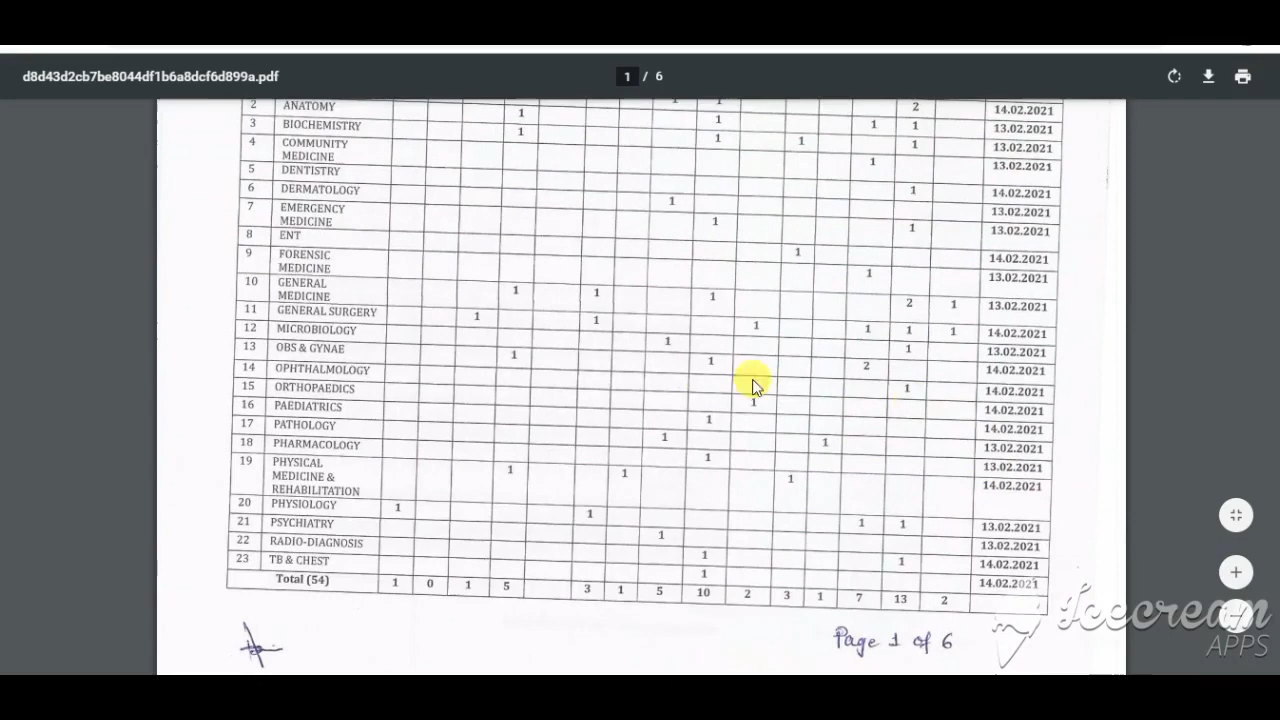 d8d43d2cb7be8044df1b6a8dcf6d899a.pdf 1 / 6
1 1 2 14.02.2021
2 ANATOMY 1 1 1 1 13.02.2021
3 BIOCHEMISTRY 1 1 1 1 13.02.2021
4 COMMUNITY 1 13.02.2021
MEDICINE
5 DENTISTRY 1 14.02.2021
6 DERMATOLOGY 1 13.02.2021
7 EMERGENCY 1 1 13.02.2021
MEDICINE
8 ENT 1 14.02.2021
9 FORENSIC 1 13.02.2021
MEDICINE
10 GENERAL 1 1 1 2 1 13.02.2021
MEDICINE
11 GENERAL SURGERY 1 1 1 1 1 1 14.02.2021
12 MICROBIOLOGY 1 1 13.02.2021
13 OBS & GYNAE 1 1 2 14.02.2021
14 OPHTHALMOLOGY 1 14.02.2021
15 ORTHOPAEDICS 1 14.02.2021
16 PAEDIATRICS 1 14.02.2021
17 PATHOLOGY 1 1 13.02.2021
18 PHARMACOLOGY 1 13.02.2021
19 PHYSICAL 1 1 1 14.02.2021
MEDICINE &
REHABILITATION
20 PHYSIOLOGY 1 1 1 1 13.02.2021
21 PSYCHIATRY 1 13.02.2021
22 RADIO-DIAGNOSIS 1 1 14.02.2021
23 TB & CHEST 1 14.02.2021
Total (54) 1 0 1 5 3 1 5 10 2 3 1 7 13 2
Page 1 of 6
Icecream
APPS